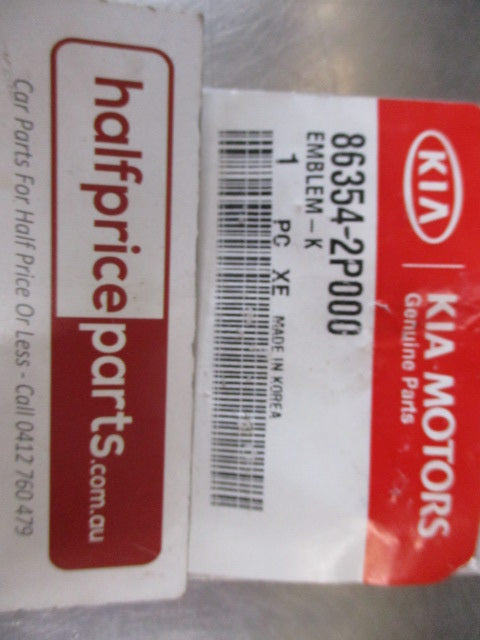 KIA
KIA MOTORS
Genuine Parts
86354-2P000
EMBLEM-K
1 PC XE MADE IN KOREA
halfpriceparts.com.au
Car Parts For Half Price Or Less - Call 0412 760 479